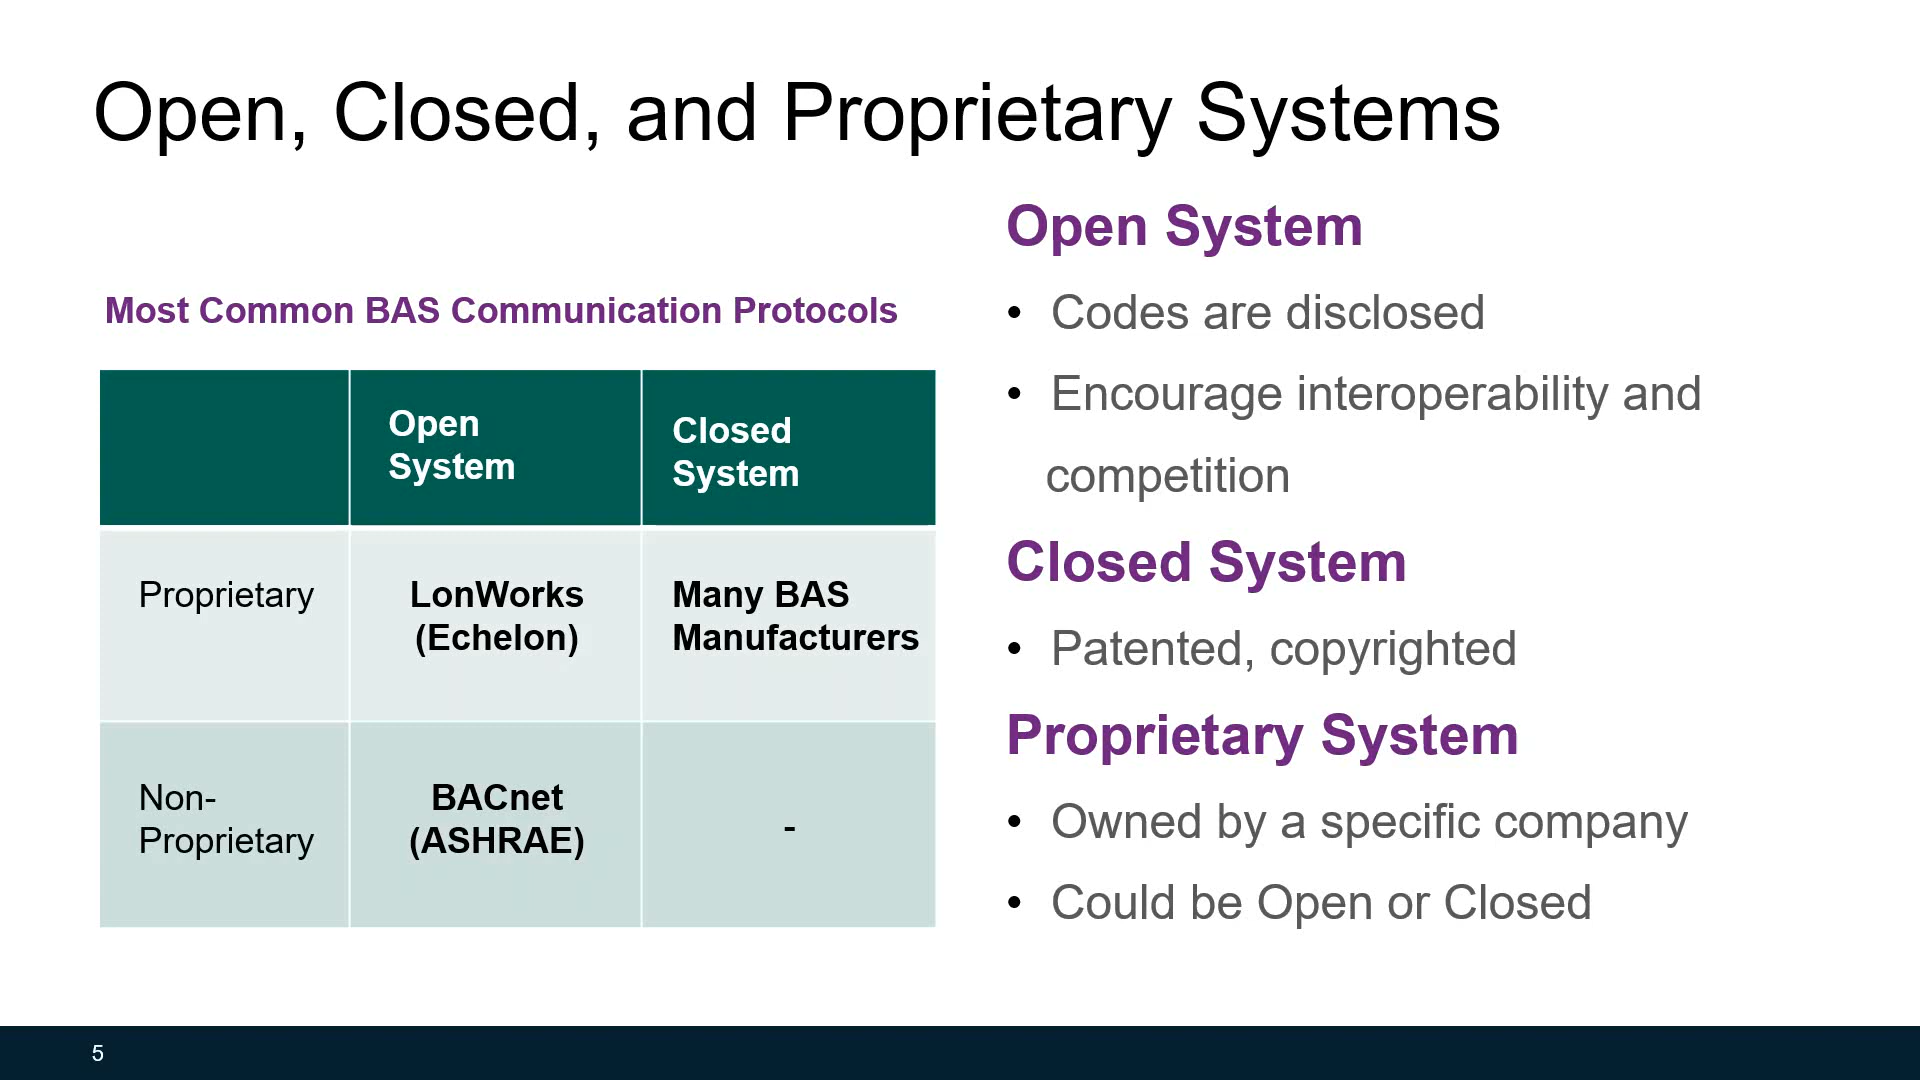 Open, Closed, and Proprietary Systems
Most Common BAS Communication Protocols
Open
System
Closed
System
Proprietary
LonWorks
(Echelon)
Many BAS
Manufacturers
Non-
Proprietary
BACnet
(ASHRAE)
-
Open System
• Codes are disclosed
• Encourage interoperability and
competition
Closed System
• Patented, copyrighted
Proprietary System
• Owned by a specific company
• Could be Open or Closed
5